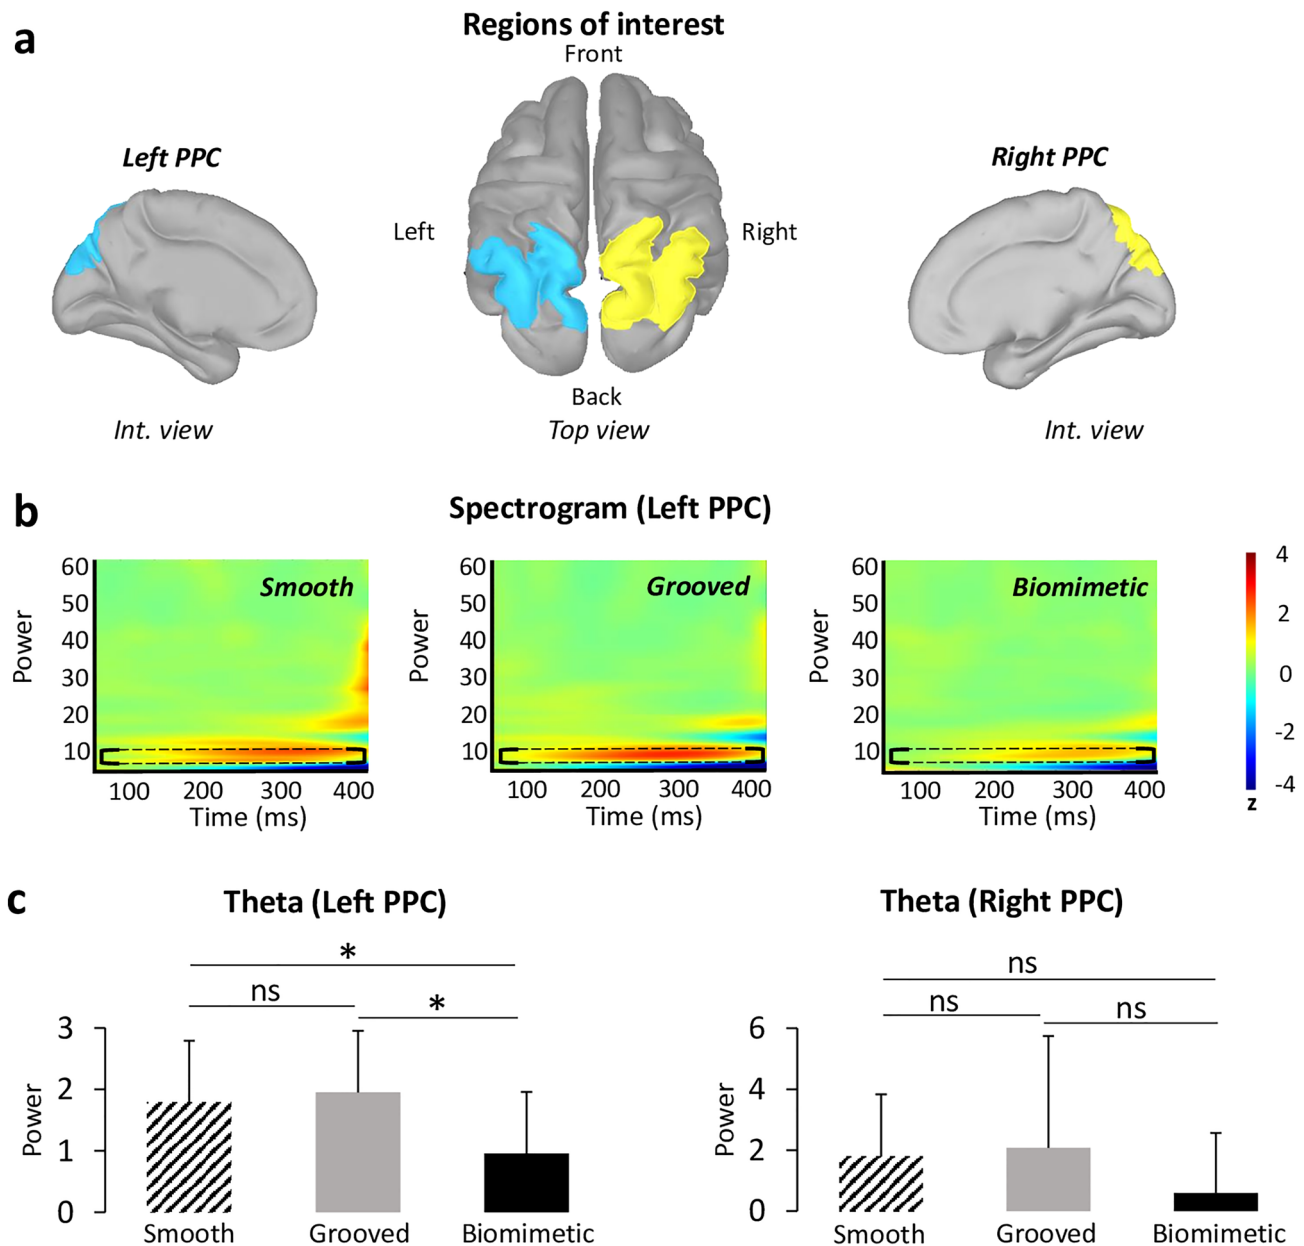 a
Regions of interest
Front
Left PPC
Right PPC
Left
Right
Back
Int. view
Top view
Int. view
b
Spectrogram (Left PPC)
60
50
40
30
20
10
Power
Smooth
100 200 300 400
Time (ms)
60
50
40
30
20
10
Power
Grooved
100 200 300 400
Time (ms)
60
50
40
30
20
10
Power
Biomimetic
100 200 300 400
Time (ms)
4
2
0
-2
-4
z
c
Theta (Left PPC)
*
ns
*
3
2
1
0
Power
Smooth Grooved Biomimetic
Theta (Right PPC)
ns
ns
ns
6
4
2
0
Power
Smooth Grooved Biomimetic